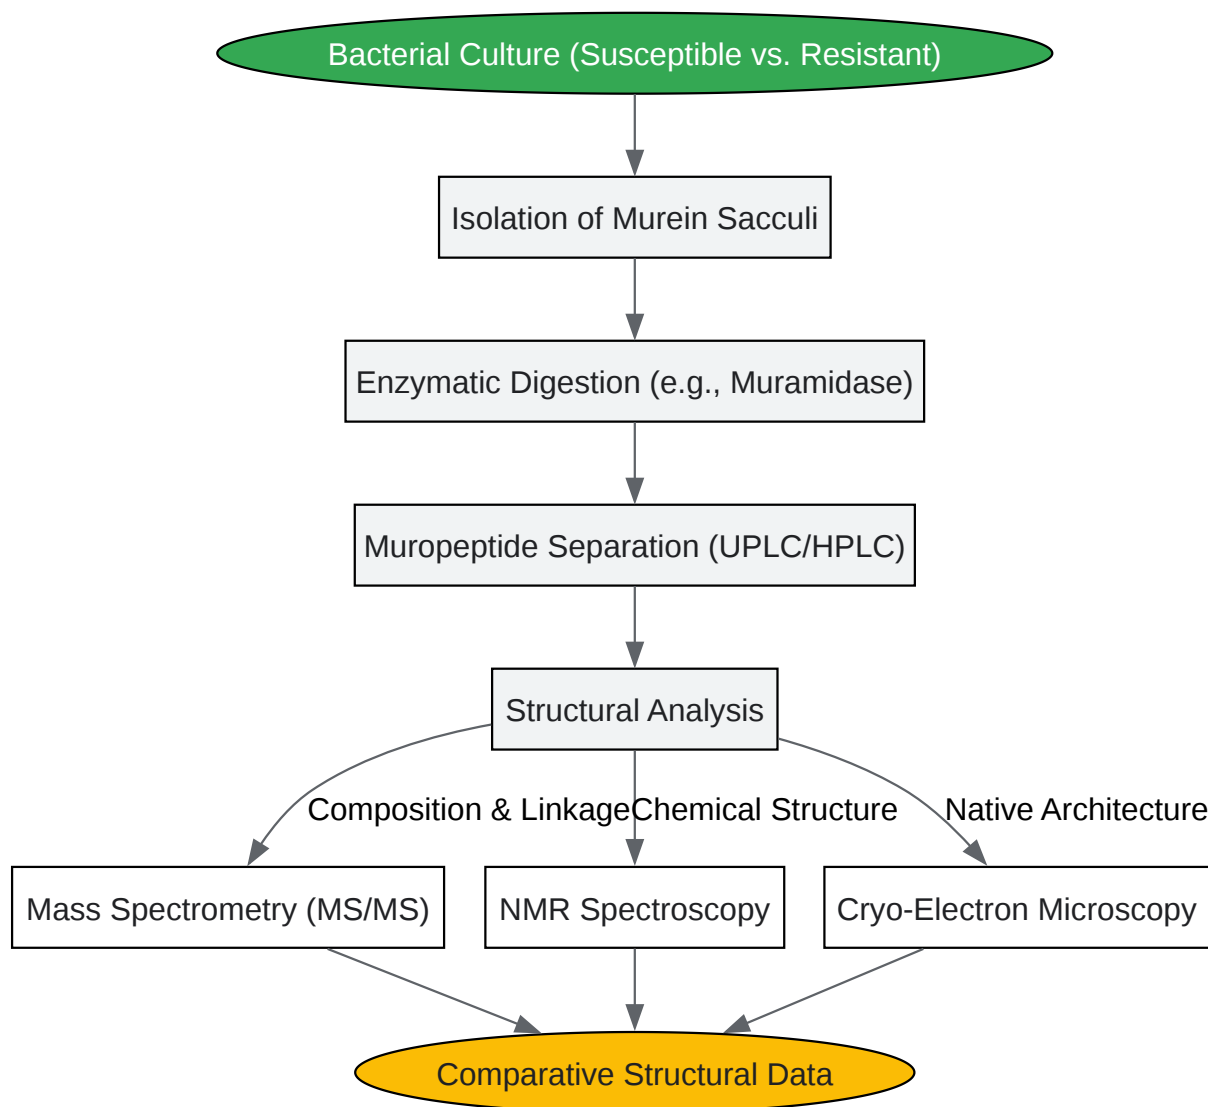 Bacterial Culture (Susceptible vs. Resistant)
Isolation of Murein Sacculi
Enzymatic Digestion (e.g., Muramidase)
Muropeptide Separation (UPLC/HPLC)
Structural Analysis
Composition & Linkage
Chemical Structure
Native Architecture
Mass Spectrometry (MS/MS)
NMR Spectroscopy
Cryo-Electron Microscopy
Comparative Structural Data